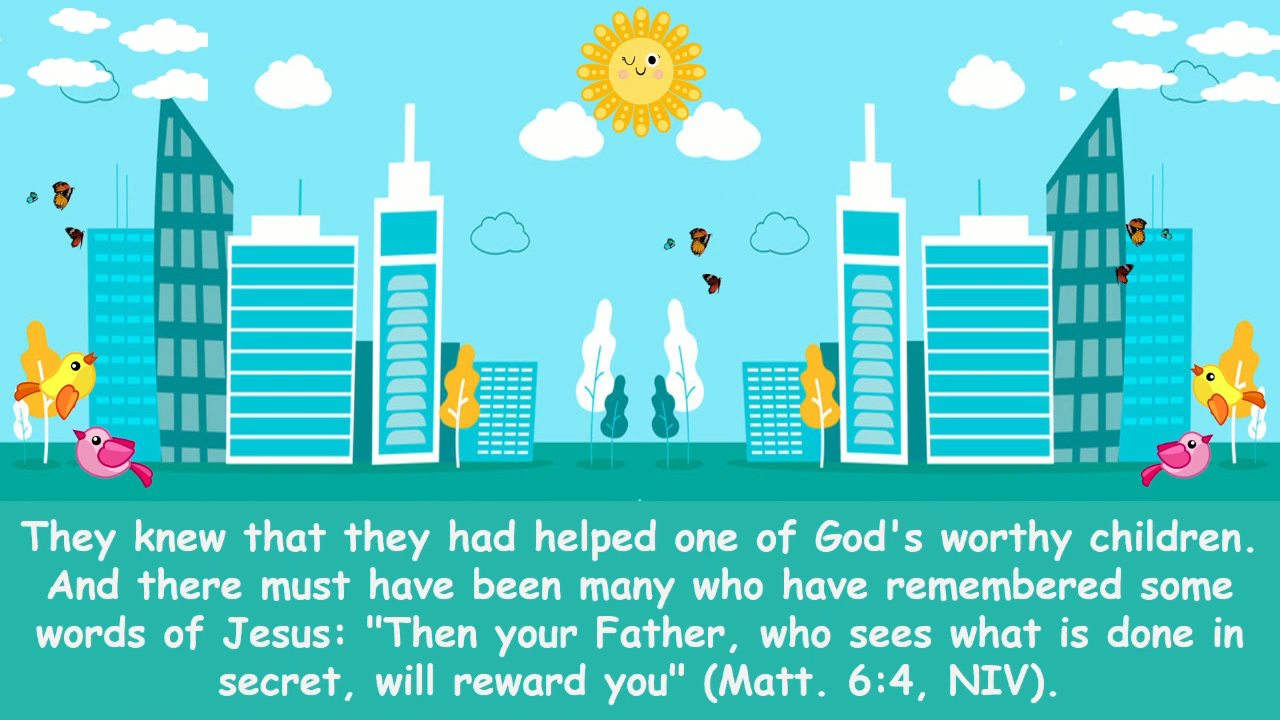 They knew that they had helped one of God's worthy children.
And there must have been many who have remembered some
words of Jesus: "Then your Father, who sees what is done in
secret, will reward you" (Matt. 6:4, NIV).